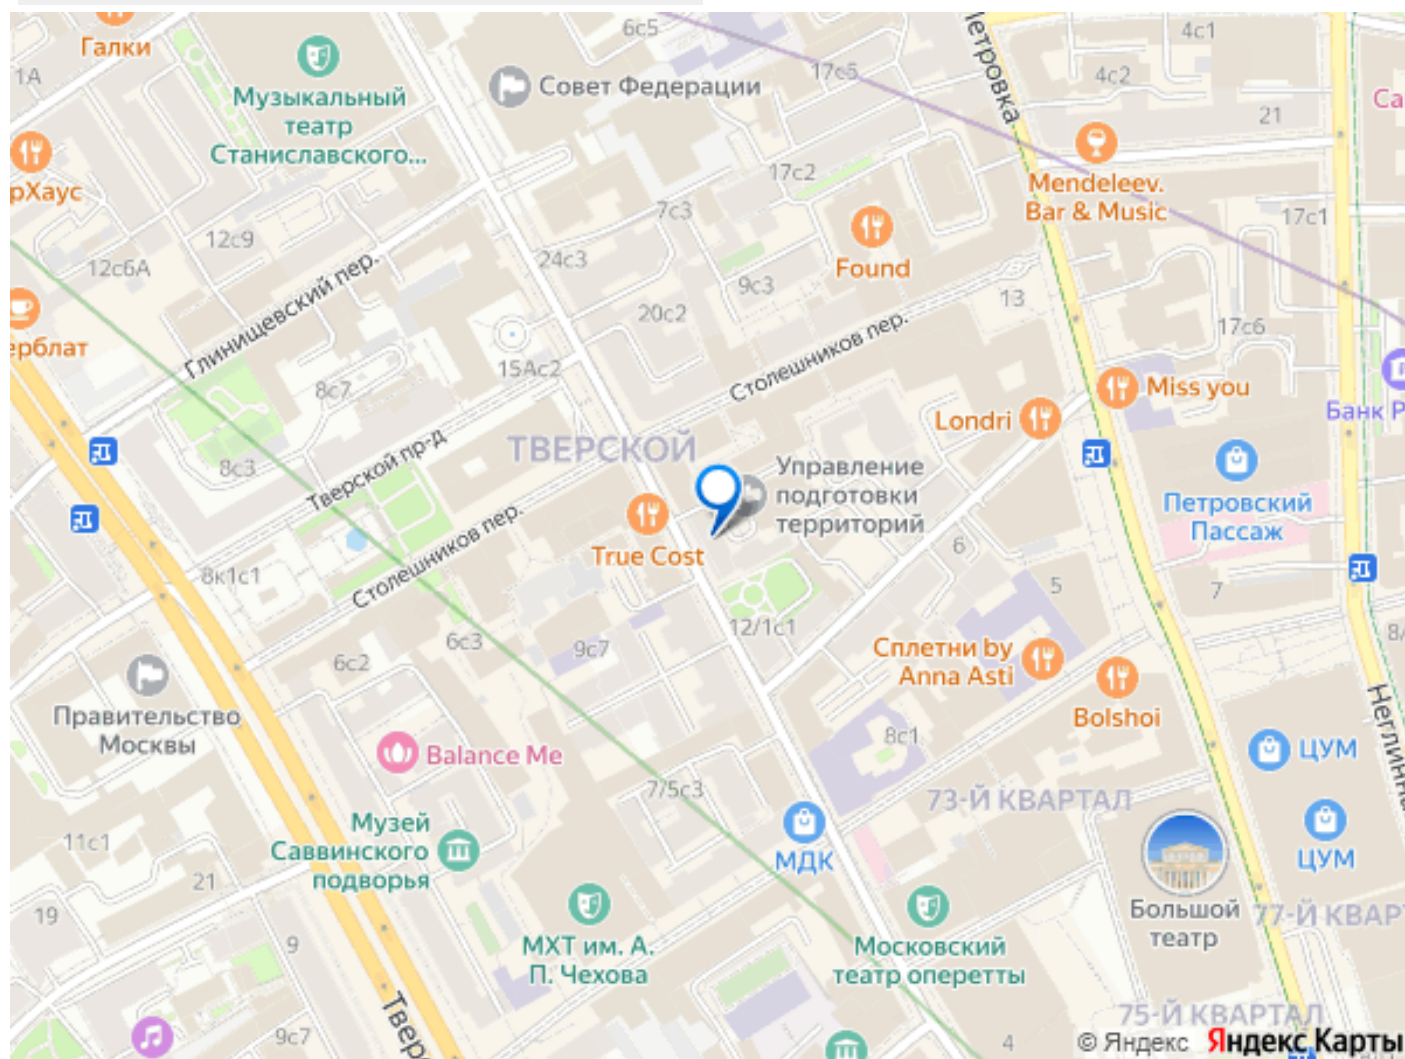 Галки
6с5
4с1
1А
Музыкальный
театр
Станиславского...
Совет Федерации
17с5
Петровка
4с2
21
рХаус
17с2
Mendeleev.
Bar & Music
12с9
7с3
17с1
12с6А
Глинищевский пер.
24с3
Found
9с3
13
20с2
17с6
ерблат
15Ас2
Столешников пер.
8с7
Miss you
Londri
Банк Р
ТВЕРСКОЙ
8с3
Тверской пр-д
Управление
подготовки
территорий
Петровский
Пассаж
Столешников пер.
True Cost
6
8к1с1
5
7
12/1с1
8/
6с3
6с2
9с7
Сплетни by
Anna Asti
Правительство
Москвы
Bolshoi
8с1
Balance Me
ЦУМ
7/5с3
73-Й КВАРТАЛ
11с1
Музей
Саввинского
подворья
МДК
ЦУМ
21
19
Большой
театр
77-Й КВАР
9
МХТ им. А.
П. Чехова
Московский
театр оперетты
75-Й КВАРТАЛ
9с7
4
© Яндекс Яндекс Карты